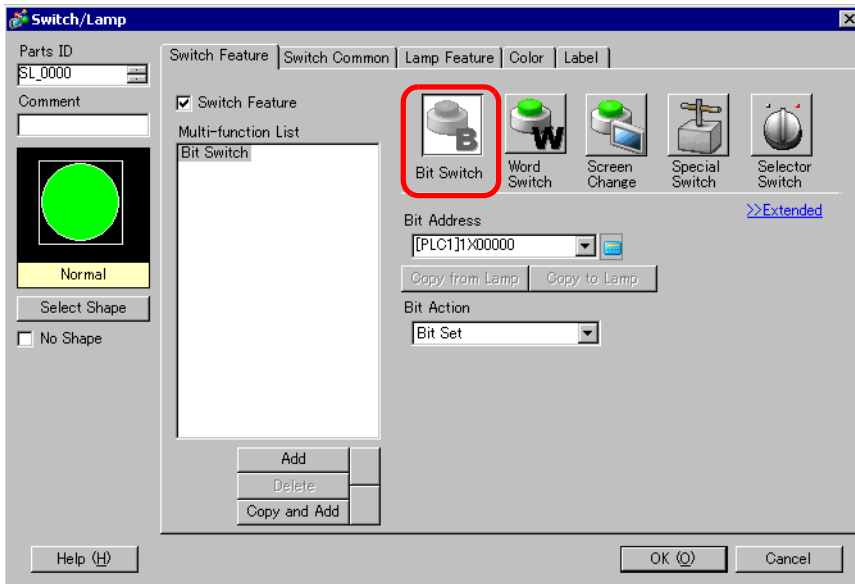 Switch/Lamp
Parts ID
SL_0000
Comment
Normal
Select Shape
No Shape
Switch Feature
Switch Common
Lamp Feature
Color
Label
Switch Feature
Multi-function List
Bit Switch
Add
Delete
Copy and Add
B
Bit Switch
W
Word
Switch
Screen
Change
Special
Switch
Selector
Switch
>>Extended
Bit Address
[PLC1]1X00000
Copy from Lamp
Copy to Lamp
Bit Action
Bit Set
Help (H)
OK (O)
Cancel